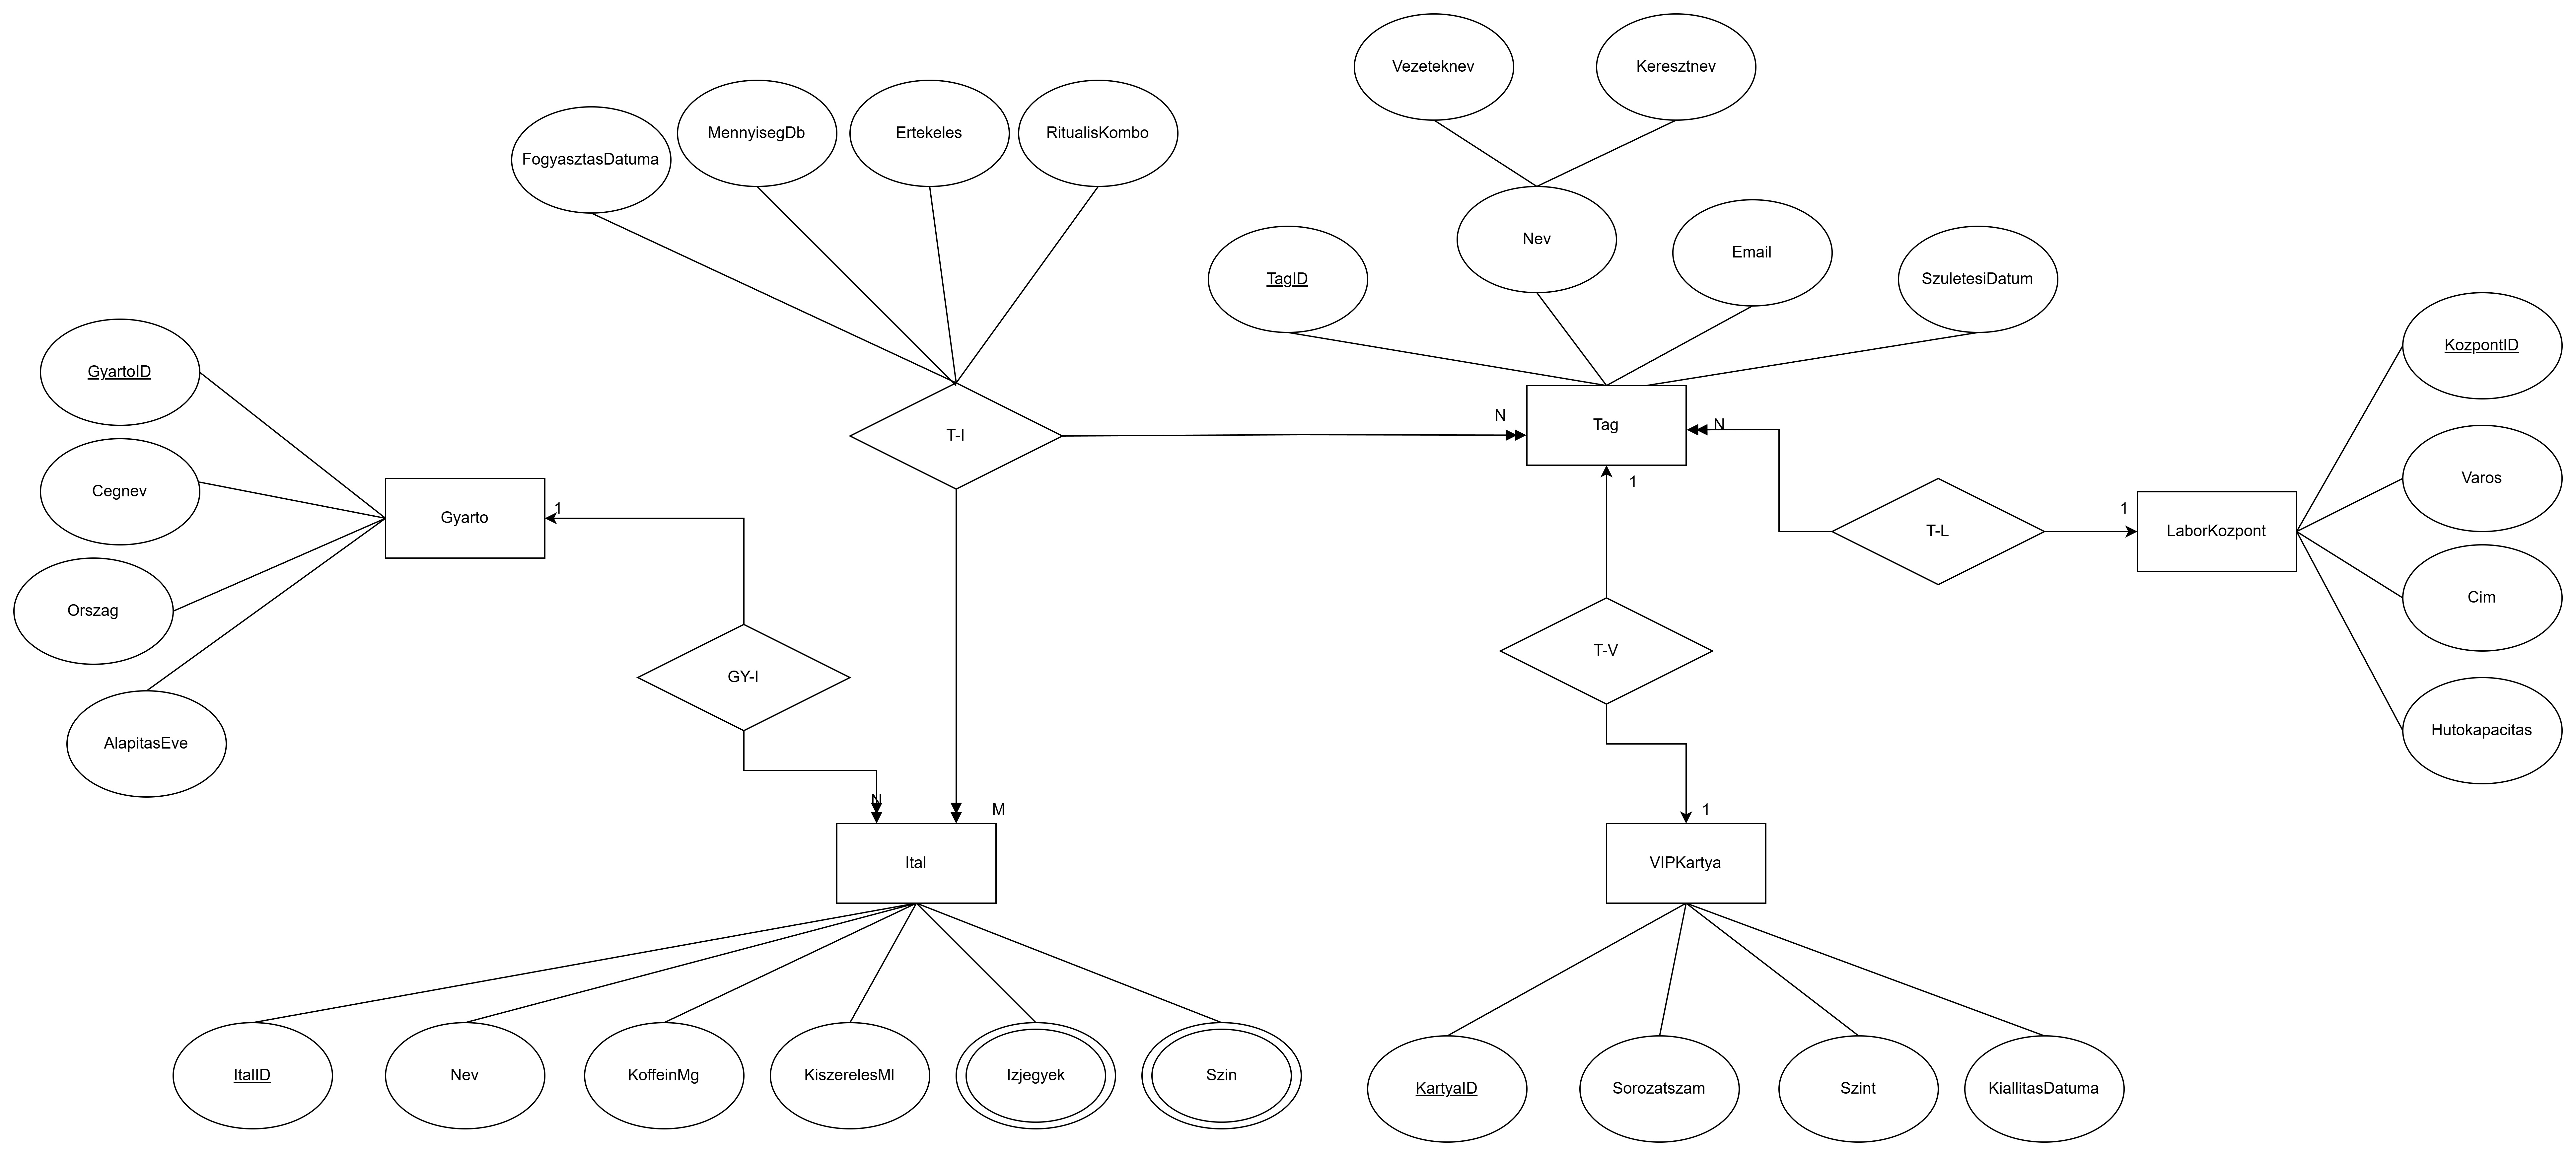 Vezeteknev
Keresztnev
FogyasztasDatuma
MennyisegDb
Ertekeles
RitualisKombo
Nev
Email
TagID
SzuletesiDatum
GyartoID
KozpontID
T-I
N
Tag
N
Cegnev
Varos
Gyarto
1
1
T-L
1
LaborKozpont
Orszag
Cim
GY-I
T-V
AlapitasEve
Hutokapacitas
N
M
1
Ital
VIPKartya
ItalID
Nev
KoffeinMg
KiszerelesMl
Izjegyek
Szin
KartyaID
Sorozatszam
Szint
KiallitasDatuma